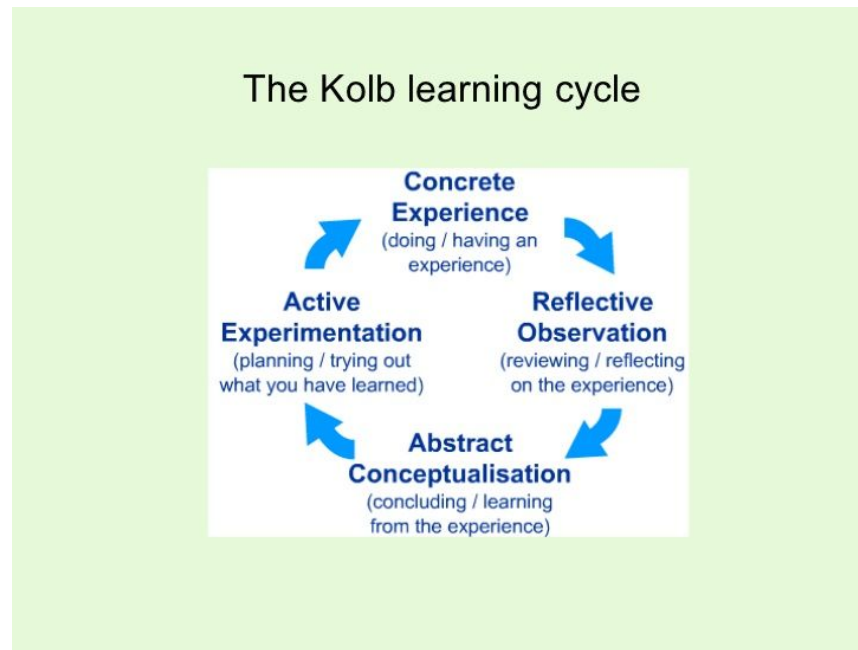 The Kolb learning cycle
Concrete
Experience
(doing / having an
experience)
Reflective
Observation
(reviewing / reflecting
on the experience)
Abstract
Conceptualisation
(concluding / learning
from the experience)
Active
Experimentation
(planning / trying out
what you have learned)